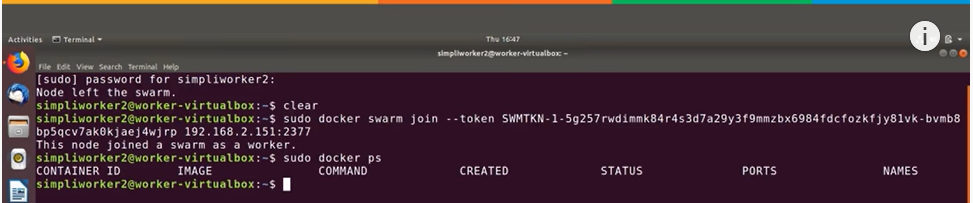 Activities Terminal Thu 16:47
simpliworker2@worker-virtualbox: ~
File Edit View Search Terminal Help
[sudo] password for simpliworker2:
Node left the swarm.
simpliworker2@worker-virtualbox:~$ clear
simpliworker2@worker-virtualbox:~$ sudo docker swarm join --token SWMTKN-1-5g257rwdimmk84r4s3d7a29y3f9mmzbx6984fdcfozkfjy81vk-bvmb8
bp5qcv7ak0kjaej4wjrp 192.168.2.151:2377
This node joined a swarm as a worker.
simpliworker2@worker-virtualbox:~$ sudo docker ps
CONTAINER ID IMAGE COMMAND CREATED STATUS PORTS NAMES
simpliworker2@worker-virtualbox:~$